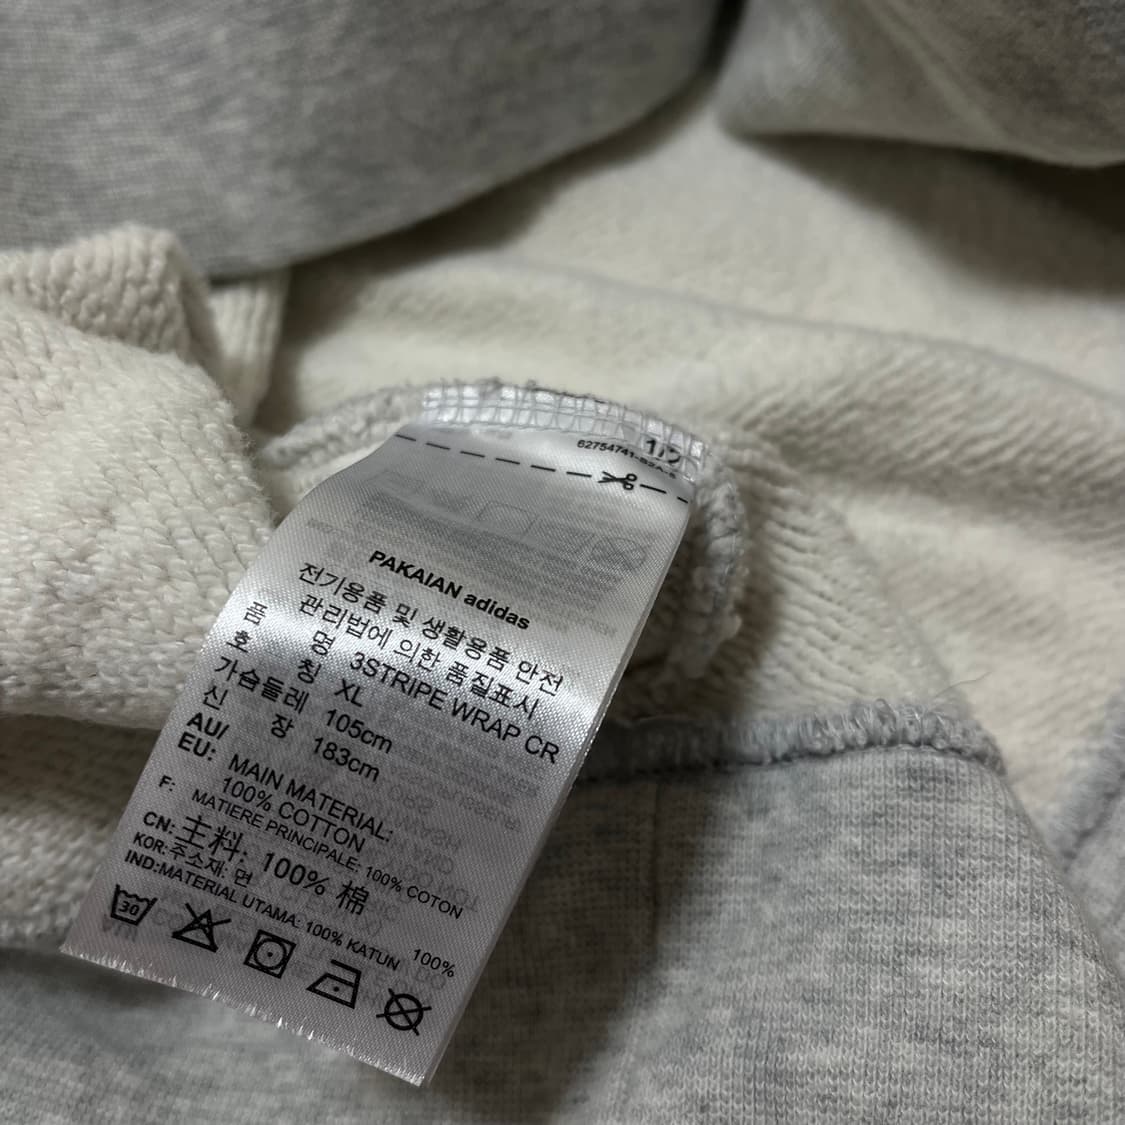 1/2
PAKAIAN adidas
전기용품 및 생활용품 안전
관리법에 의한 품질표시
품 명 3STRIPE WRAP CR
호 칭 XL
가슴둘레 105cm
신 장 183cm
AU/
EU: MAIN MATERIAL:
100% COTTON
F: MATIERE PRINCIPALE: 100% COTON
CN: 主料: 100% 棉
KOR: 주소재: 면 100%
IND:MATERIAL UTAMA: 100% KATUN
30